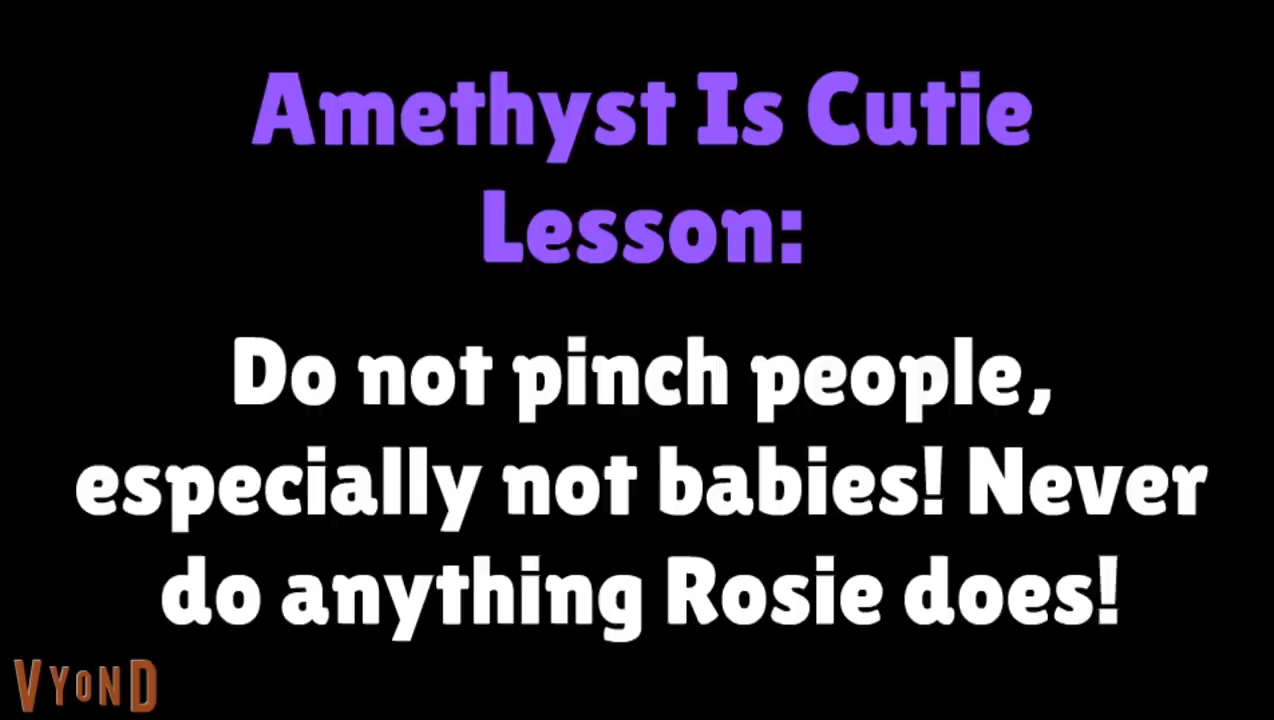 Amethyst Is Cutie
Lesson:
Do not pinch people,
especially not babies! Never
do anything Rosie does!
VYOND